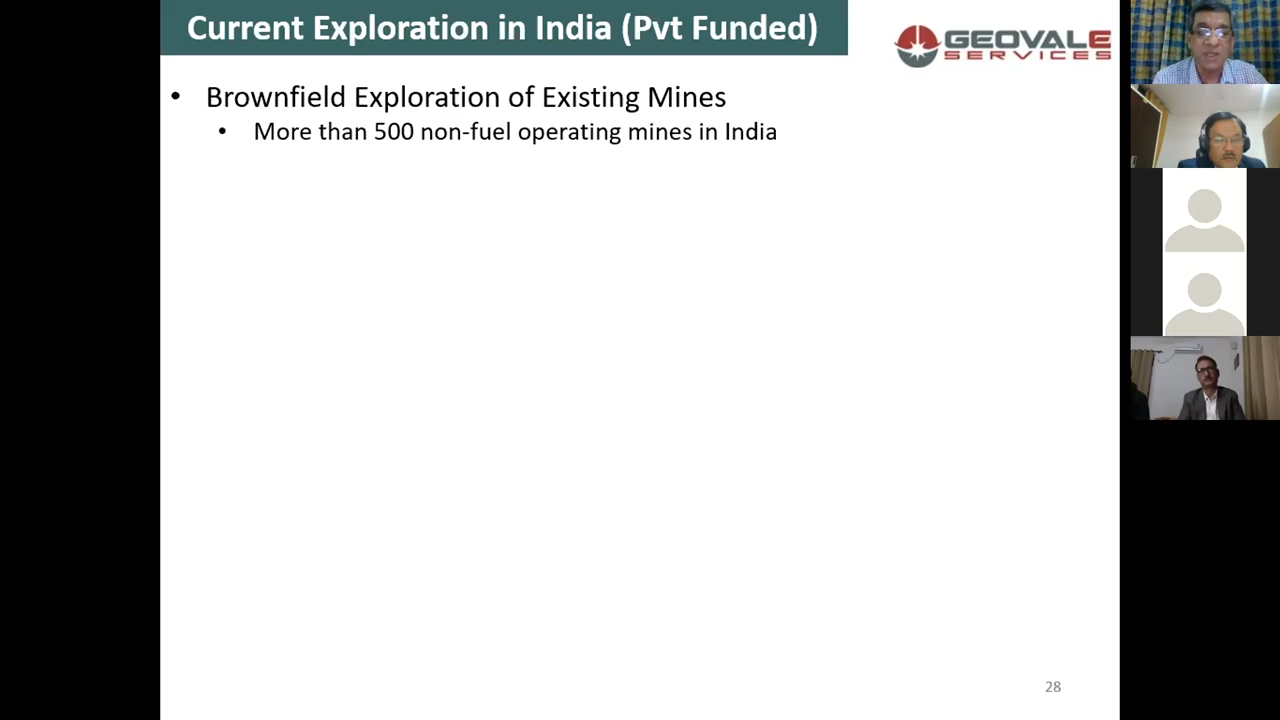 Current Exploration in India (Pvt Funded)
GEOVALE
SERVICES
• Brownfield Exploration of Existing Mines
• More than 500 non-fuel operating mines in India
28